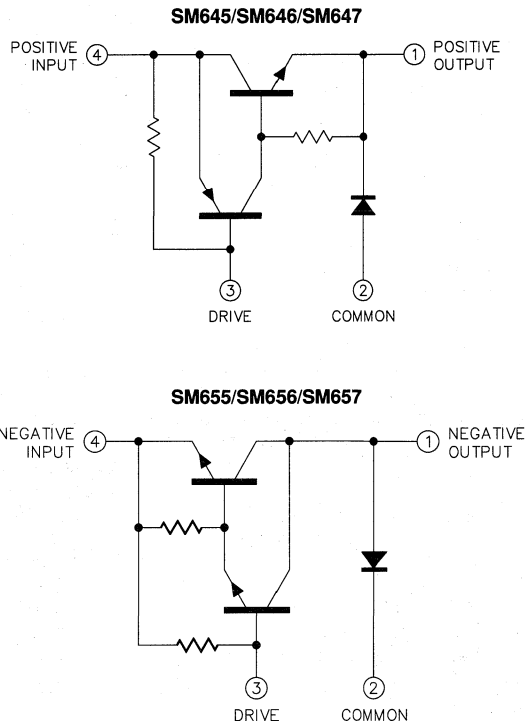 SM645/SM646/SM647
POSITIVE
INPUT
4
1
POSITIVE
OUTPUT
3
DRIVE
2
COMMON
SM655/SM656/SM657
NEGATIVE
INPUT
4
1
NEGATIVE
OUTPUT
3
DRIVE
2
COMMON